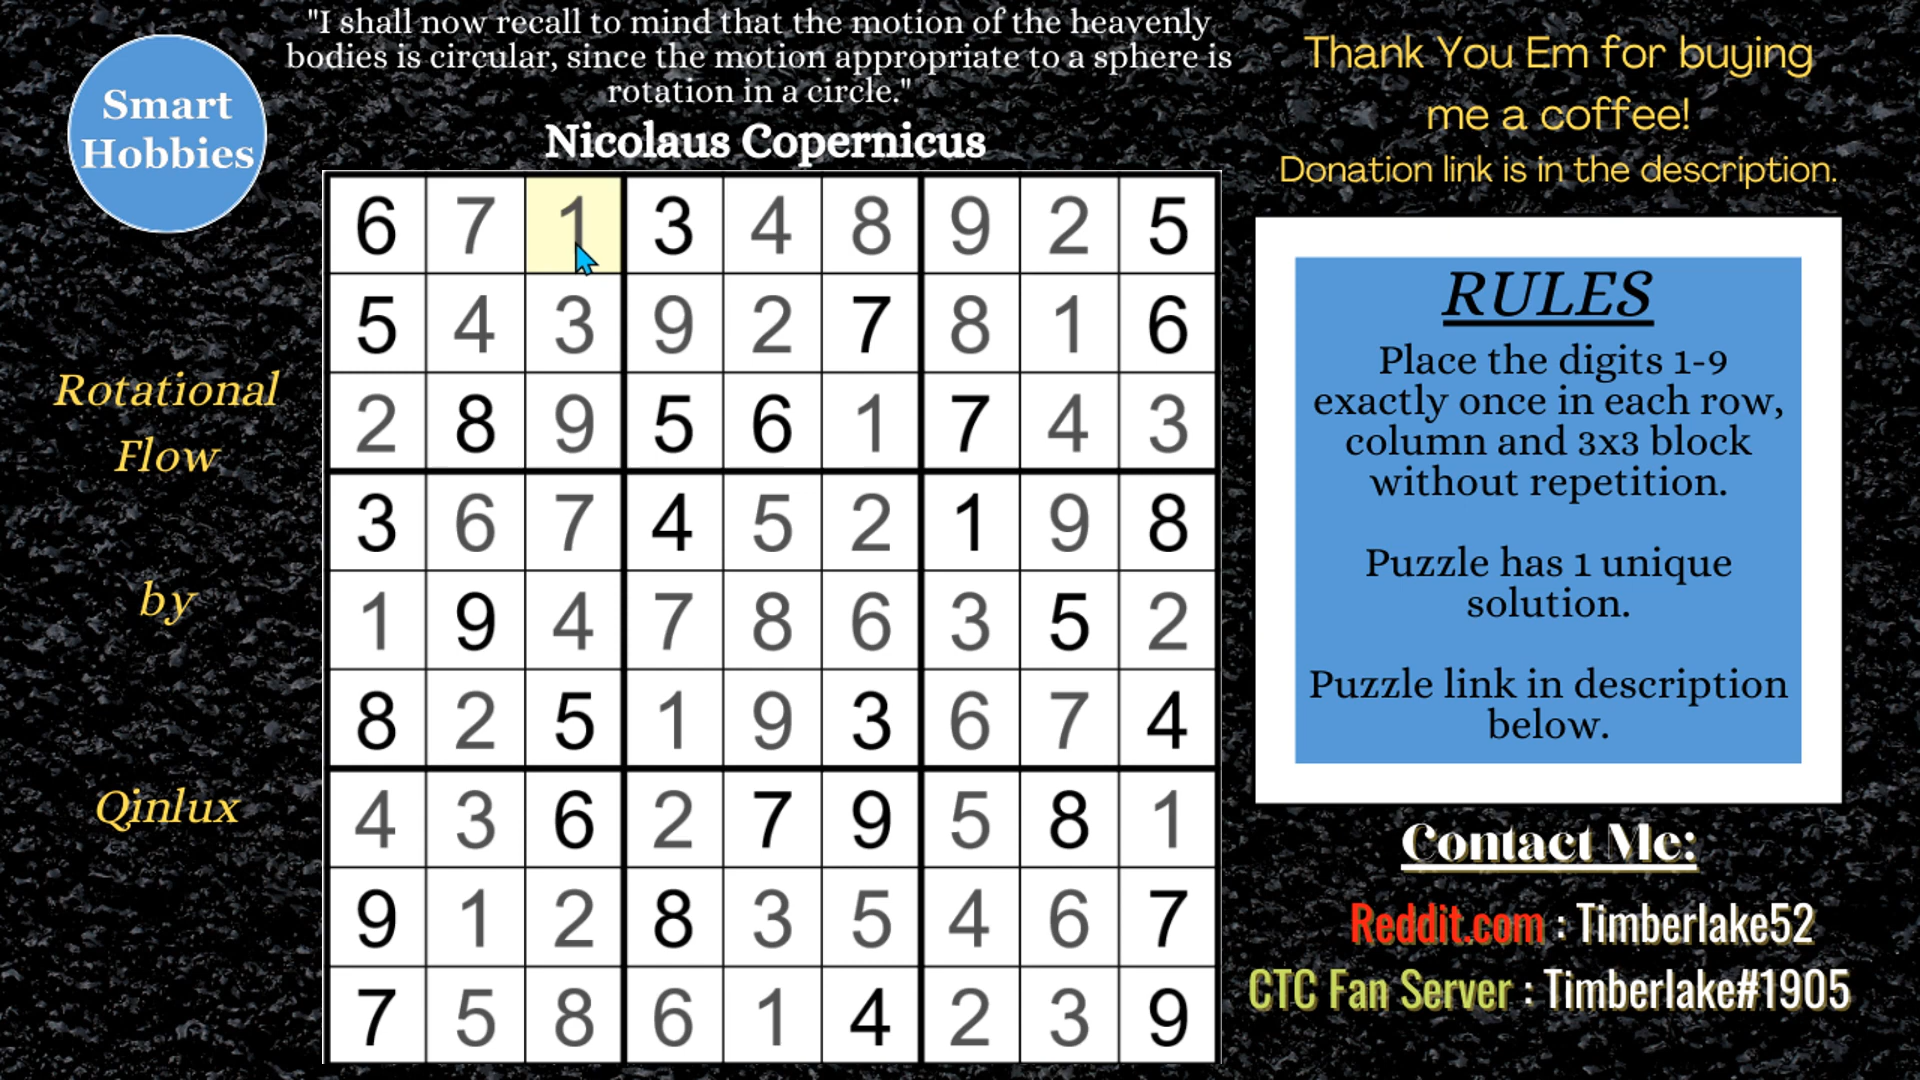 "I shall now recall to mind that the motion of the heavenly
bodies is circular, since the motion appropriate to a sphere is
rotation in a circle."
Nicolaus Copernicus
Smart
Hobbies
Rotational
Flow
by
Qinlux
6 7 1 3 4 8 9 2 5
5 4 3 9 2 7 8 1 6
2 8 9 5 6 1 7 4 3
3 6 7 4 5 2 1 9 8
1 9 4 7 8 6 3 5 2
8 2 5 1 9 3 6 7 4
4 3 6 2 7 9 5 8 1
9 1 2 8 3 5 4 6 7
7 5 8 6 1 4 2 3 9
Thank You Em for buying
me a coffee!
Donation link is in the description.
RULES
Place the digits 1-9
exactly once in each row,
column and 3x3 block
without repetition.
Puzzle has 1 unique
solution.
Puzzle link in description
below.
Contact Me:
Reddit.com : Timberlake52
CTC Fan Server : Timberlake#1905